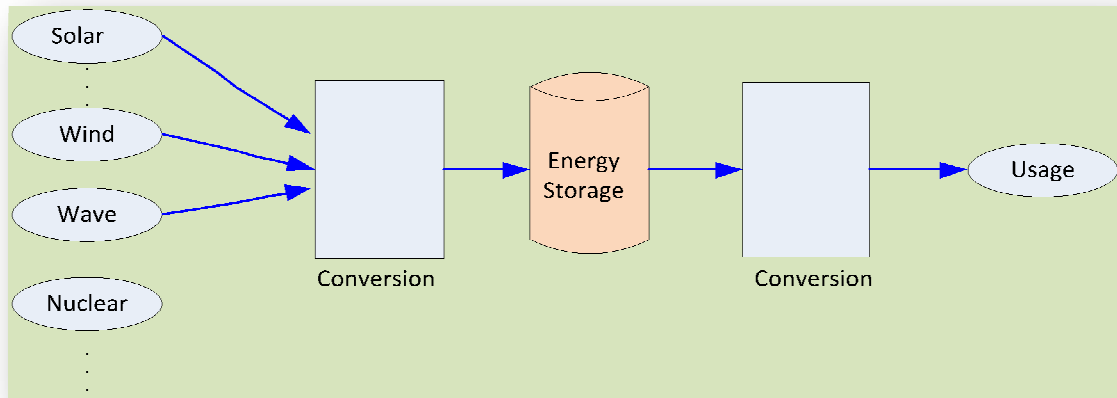 Solar
Wind
Wave
Nuclear
Conversion
Energy
Storage
Conversion
Usage